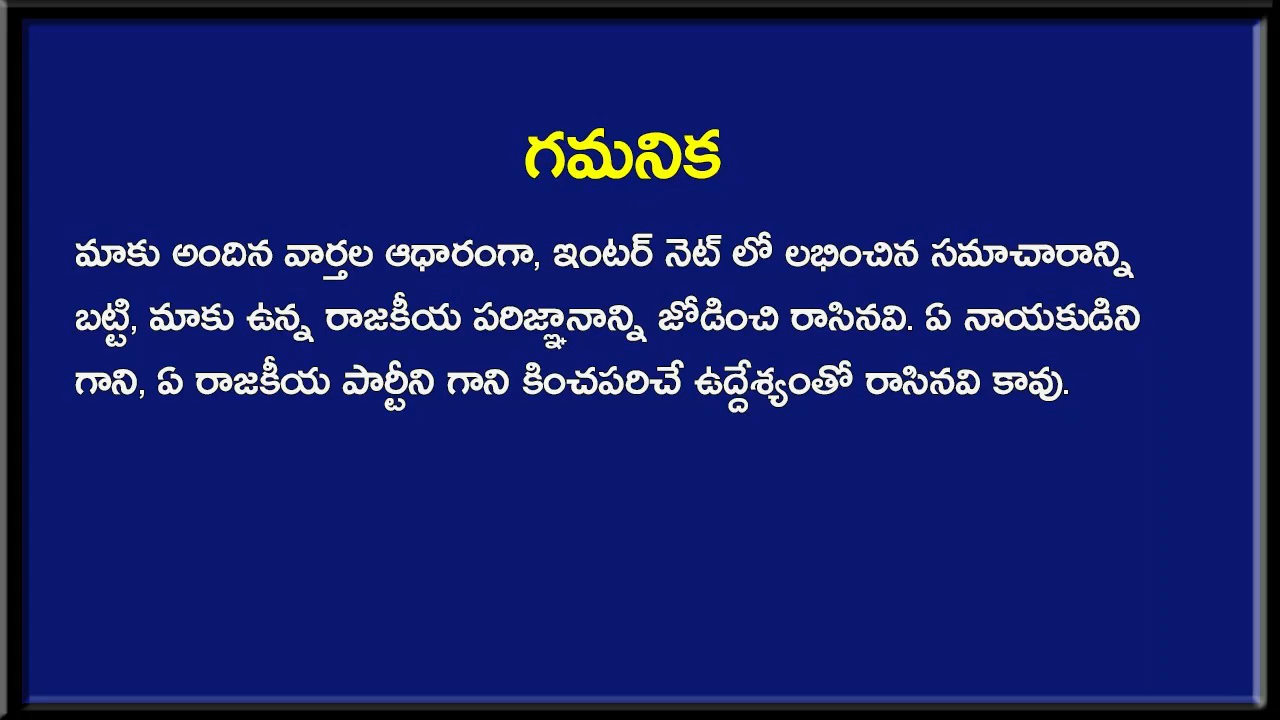 గమనిక
మాకు అందిన వార్తల ఆధారంగా, ఇంటర్ నెట్ లో లభించిన సమాచారాన్ని
బట్టి, మాకు ఉన్న రాజకీయ పరిజ్ఞానాన్ని జోడించి రాసినవి. ఏ నాయకుడిని
గాని, ఏ రాజకీయ పార్టీని గాని కించపరిచే ఉద్దేశ్యంతో రాసినవి కావు.